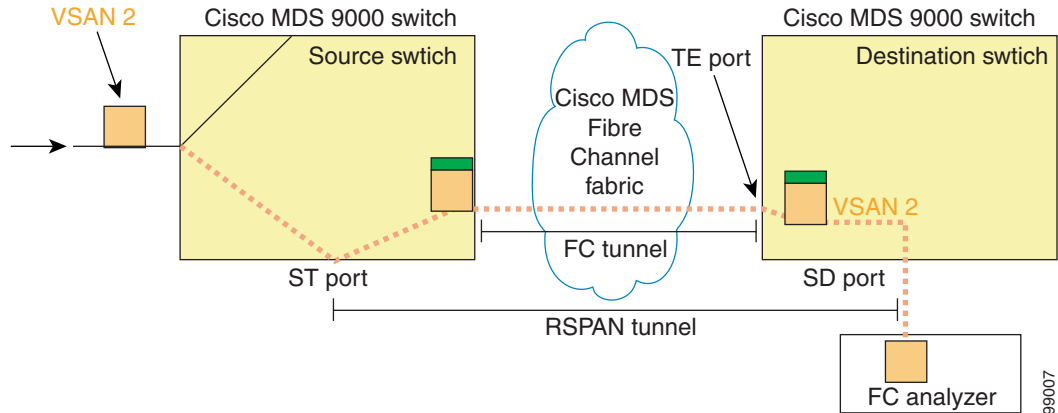 VSAN 2
Cisco MDS 9000 switch
Source swtich
Cisco MDS
Fibre
Channel
fabric
TE port
Cisco MDS 9000 switch
Destination swtich
VSAN 2
FC tunnel
ST port
SD port
RSPAN tunnel
FC analyzer
99007